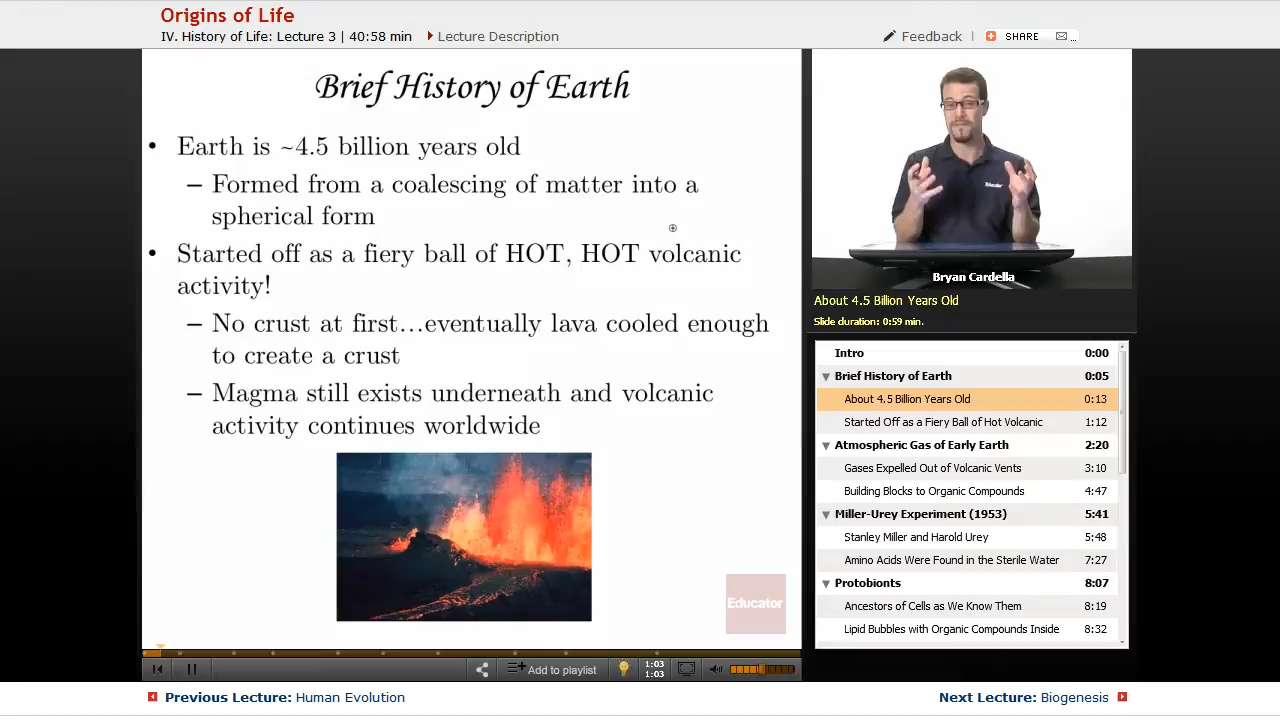 Origins of Life
IV. History of Life: Lecture 3 | 40:58 min
Lecture Description
Feedback
SHARE
Brief History of Earth
• Earth is ~4.5 billion years old
– Formed from a coalescing of matter into a
spherical form
• Started off as a fiery ball of HOT, HOT volcanic
activity!
– No crust at first...eventually lava cooled enough
to create a crust
– Magma still exists underneath and volcanic
activity continues worldwide
Educator
Educator
Bryan Cardella
About 4.5 Billion Years Old
Slide duration: 0:59 min.
Intro 0:00
Brief History of Earth 0:05
About 4.5 Billion Years Old 0:13
Started Off as a Fiery Ball of Hot Volcanic 1:12
Atmospheric Gas of Early Earth 2:20
Gases Expelled Out of Volcanic Vents 3:10
Building Blocks to Organic Compounds 4:47
Miller-Urey Experiment (1953) 5:41
Stanley Miller and Harold Urey 5:48
Amino Acids Were Found in the Sterile Water 7:27
Protobionts 8:07
Ancestors of Cells as We Know Them 8:19
Lipid Bubbles with Organic Compounds Inside 8:32
Add to playlist
1:03
1:03
Previous Lecture: Human Evolution
Next Lecture: Biogenesis